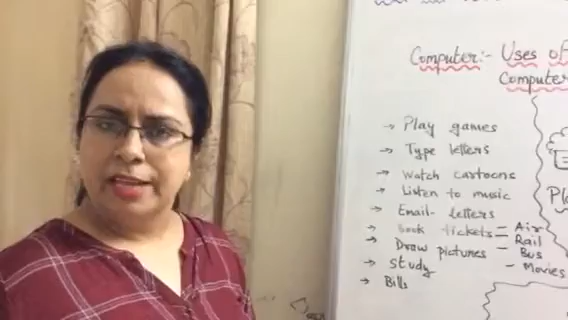 Computer:- Uses of
Computer
→ Play games
→ Type letters
→ Watch cartoons
→ Listen to music
→ Email- letters
→ Book tickets - Air
- Rail
- Bus
- Movies
→ Draw pictures
→ Study
→ Bills